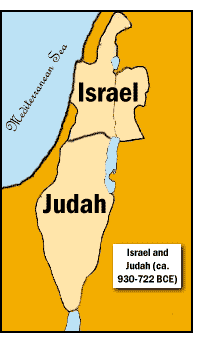 Mediterranean Sea
Israel
Judah
Israel and
Judah (ca.
930-722 BCE)